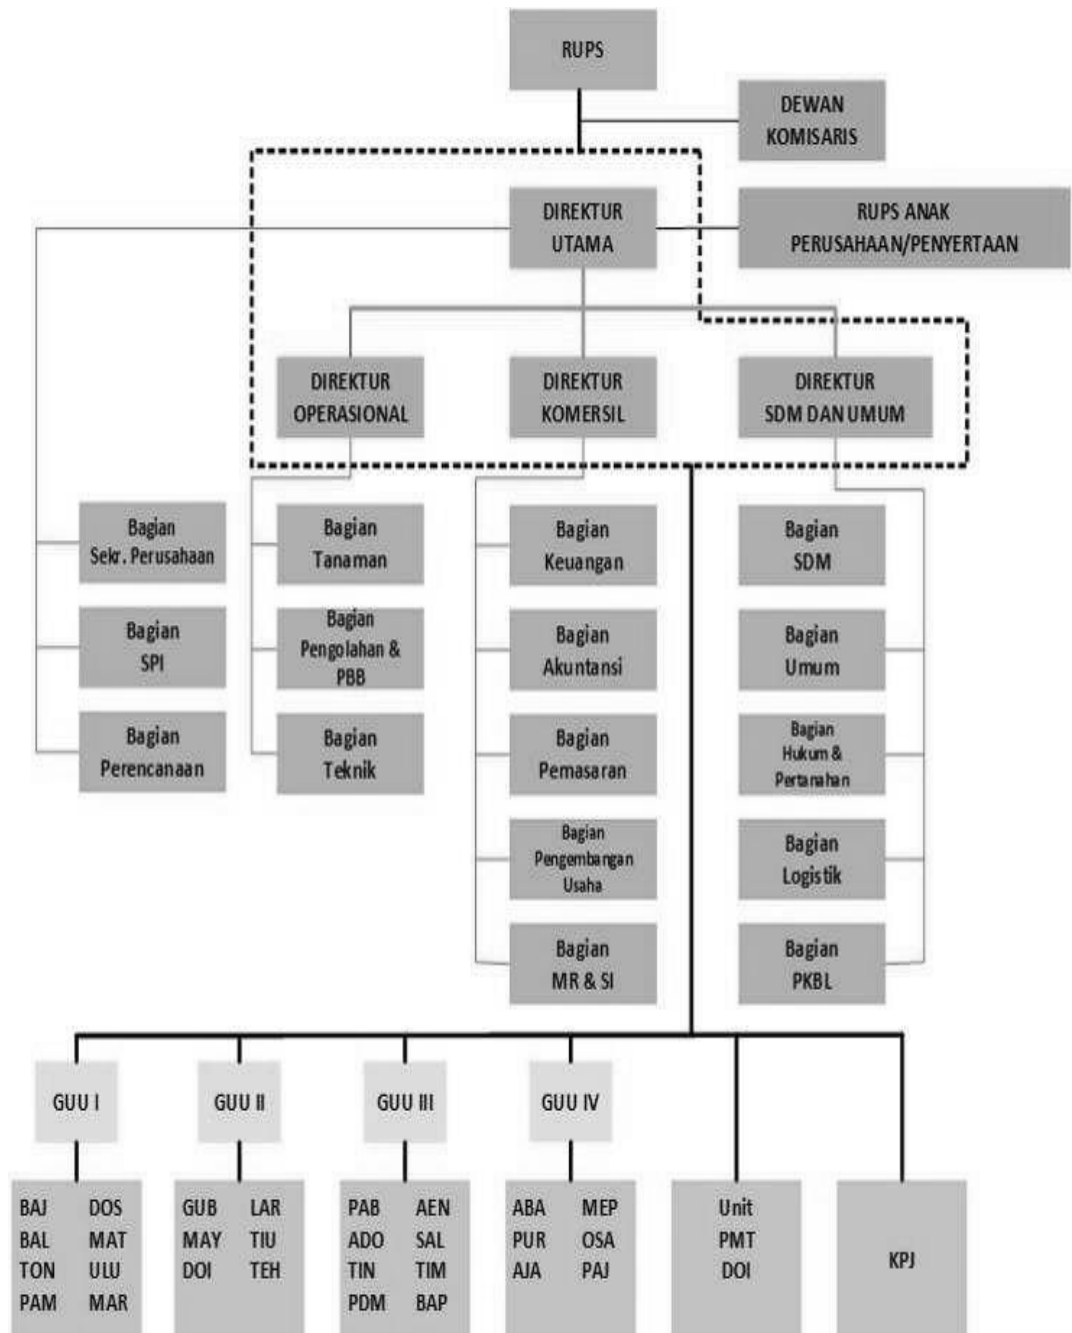 RUPS
DEWAN
KOMISARIS
DIREKTUR
UTAMA
RUPS ANAK
PERUSAHAAN/PENYERTAAN
DIREKTUR
OPERASIONAL
DIREKTUR
KOMERSIL
DIREKTUR
SDM DAN UMUM
Bagian
Sekr. Perusahaan
Bagian
SPI
Bagian
Perencanaan
Bagian
Tanaman
Bagian
Pengolahan &
PBB
Bagian
Teknik
Bagian
Keuangan
Bagian
Akuntansi
Bagian
Pemasaran
Bagian
Pengembangan
Usaha
Bagian
MR & SI
Bagian
SDM
Bagian
Umum
Bagian
Hukum &
Pertanahan
Bagian
Logistik
Bagian
PKBL
GUU I
GUU II
GUU III
GUU IV
BAJ DOS
BAL MAT
TON ULU
PAM MAR
GUB LAR
MAY TIU
DOI TEH
PAB AEN
ADO SAL
TIN TIM
PDM BAP
ABA MEP
PUR OSA
AJA PAJ
Unit
PMT
DOI
KPJ